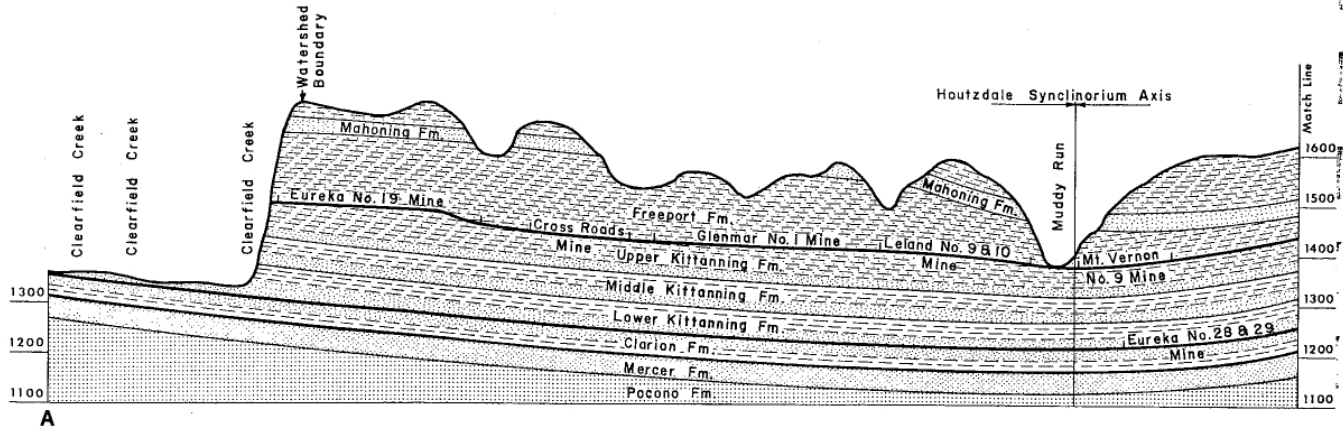 Watershed
Boundary
Houtzdale Synclinorium Axis
Match Line
Clearfield Creek
Clearfield Creek
Clearfield Creek
Mahoning Fm.
Muddy Run
1600
Mahoning Fm.
1500
Eureka No. 19 Mine
Freeport Fm.
Cross Roads
Mine
Glenmar No. 1 Mine
Leland No. 9 & 10
Mine
Mt. Vernon
No. 9 Mine
1400
Upper Kittanning Fm.
1300
Middle Kittanning Fm.
1300
Lower Kittanning Fm.
Eureka No. 28 & 29
Mine
1200
Clarion Fm.
1200
Mercer Fm.
1100
Pocono Fm.
1100
A